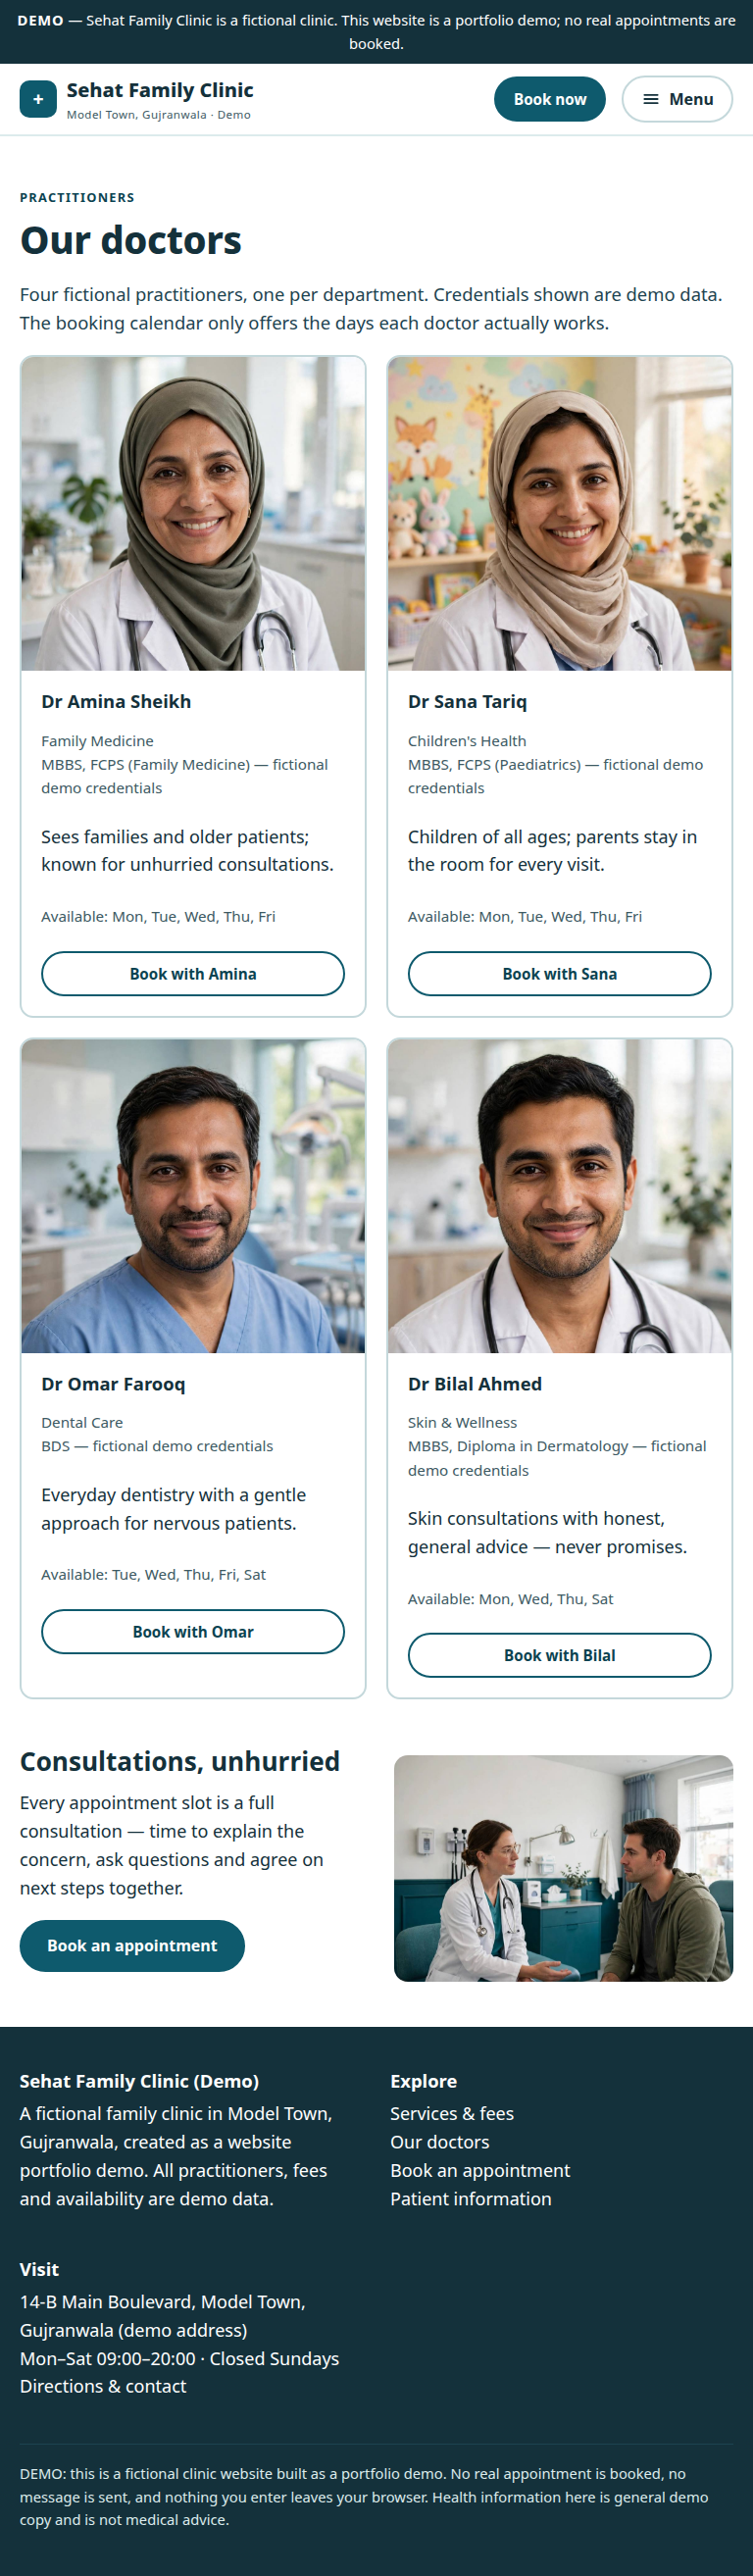 DEMO — Sehat Family Clinic is a fictional clinic. This website is a portfolio demo; no real appointments are
booked.
+
Sehat Family Clinic
Model Town, Gujranwala · Demo
Book now
Menu
PRACTITIONERS
Our doctors
Four fictional practitioners, one per department. Credentials shown are demo data.
The booking calendar only offers the days each doctor actually works.
Dr Amina Sheikh
Family Medicine
MBBS, FCPS (Family Medicine) — fictional
demo credentials
Sees families and older patients;
known for unhurried consultations.
Available: Mon, Tue, Wed, Thu, Fri
Book with Amina
Dr Sana Tariq
Children's Health
MBBS, FCPS (Paediatrics) — fictional demo
credentials
Children of all ages; parents stay in
the room for every visit.
Available: Mon, Tue, Wed, Thu, Fri
Book with Sana
Dr Omar Farooq
Dental Care
BDS — fictional demo credentials
Everyday dentistry with a gentle
approach for nervous patients.
Available: Tue, Wed, Thu, Fri, Sat
Book with Omar
Dr Bilal Ahmed
Skin & Wellness
MBBS, Diploma in Dermatology — fictional
demo credentials
Skin consultations with honest,
general advice — never promises.
Available: Mon, Wed, Thu, Sat
Book with Bilal
Consultations, unhurried
Every appointment slot is a full
consultation — time to explain the
concern, ask questions and agree on
next steps together.
Book an appointment
Sehat Family Clinic (Demo)
A fictional family clinic in Model Town,
Gujranwala, created as a website
portfolio demo. All practitioners, fees
and availability are demo data.
Explore
Services & fees
Our doctors
Book an appointment
Patient information
Visit
14-B Main Boulevard, Model Town,
Gujranwala (demo address)
Mon–Sat 09:00–20:00 · Closed Sundays
Directions & contact
DEMO: this is a fictional clinic website built as a portfolio demo. No real appointment is booked, no
message is sent, and nothing you enter leaves your browser. Health information here is general demo
copy and is not medical advice.